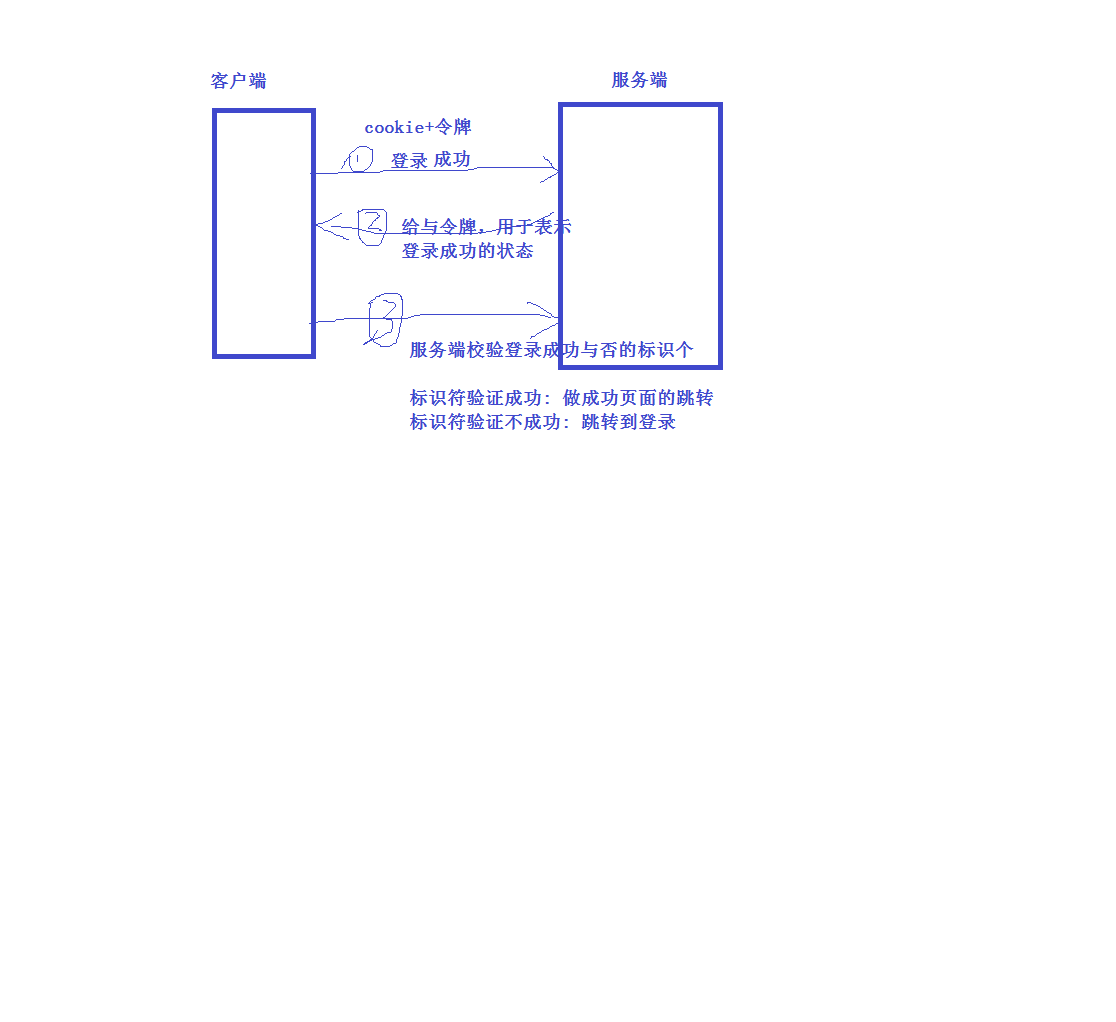 客户端
服务端
cookie+令牌
1
登录 成功
2
给与令牌，用于表示
登录成功的状态
3
服务端校验登录成功与否的标识个
标识符验证成功：做成功页面的跳转
标识符验证不成功：跳转到登录